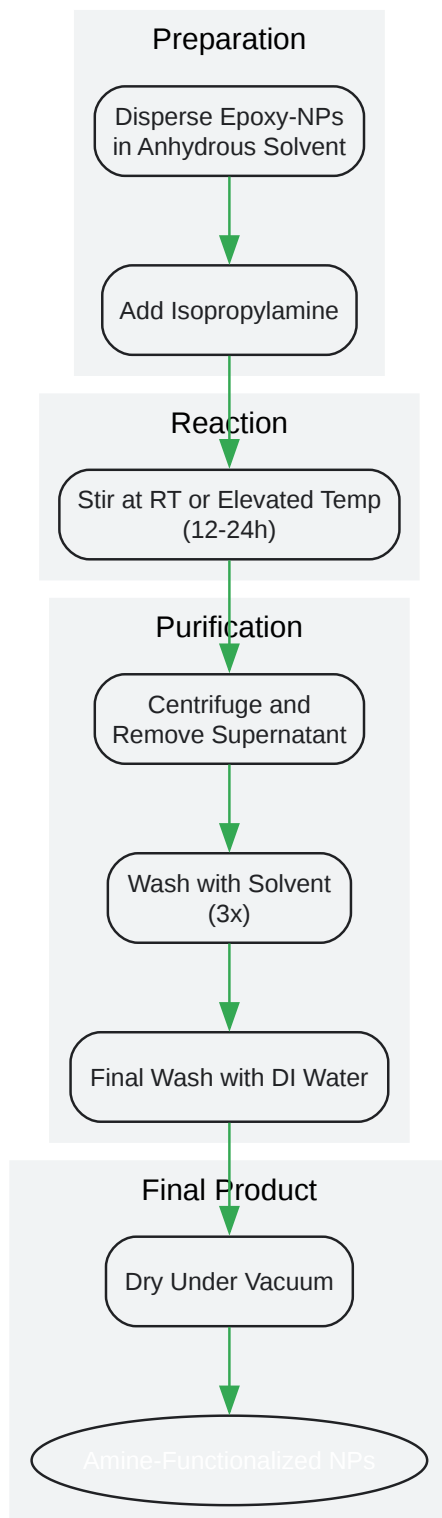 Preparation
Disperse Epoxy-NPs
in Anhydrous Solvent
Add Isopropylamine
Reaction
Stir at RT or Elevated Temp
(12-24h)
Purification
Centrifuge and
Remove Supernatant
Wash with Solvent
(3x)
Final Wash with DI Water
Final Product
Dry Under Vacuum
Amine-Functionalized NPs